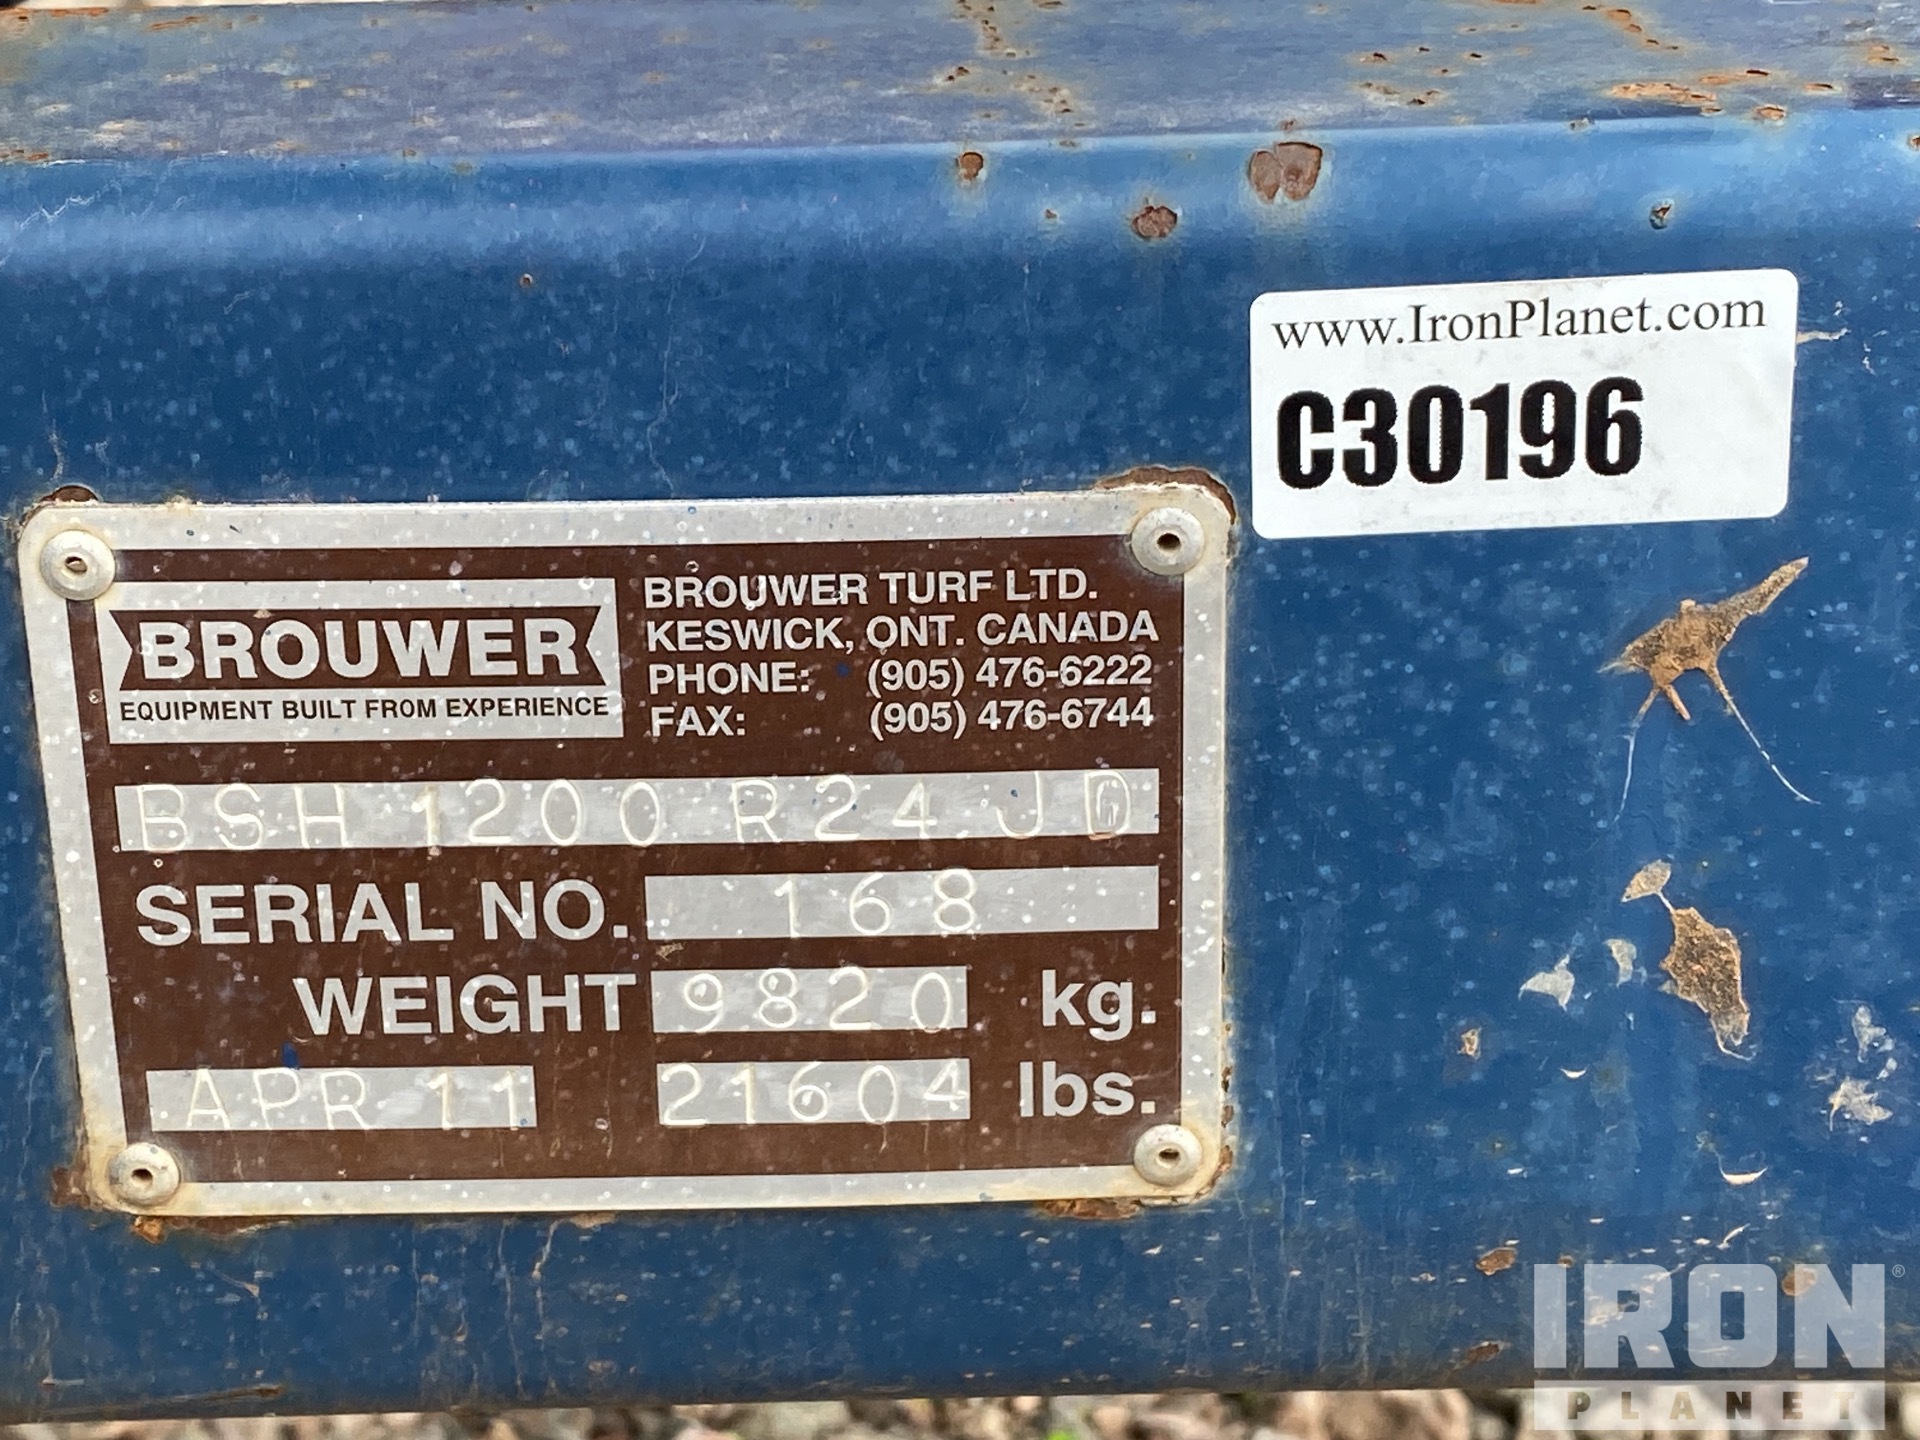 www.IronPlanet.com
C30196
BROUWER
EQUIPMENT BUILT FROM EXPERIENCE
BROUWER TURF LTD.
KESWICK, ONT. CANADA
PHONE: (905) 476-6222
FAX: (905) 476-6744
BSH 1200 R24 JD
SERIAL NO. 168
WEIGHT 9820 kg.
APR 11 21604 lbs.
IRON ®
PLANET